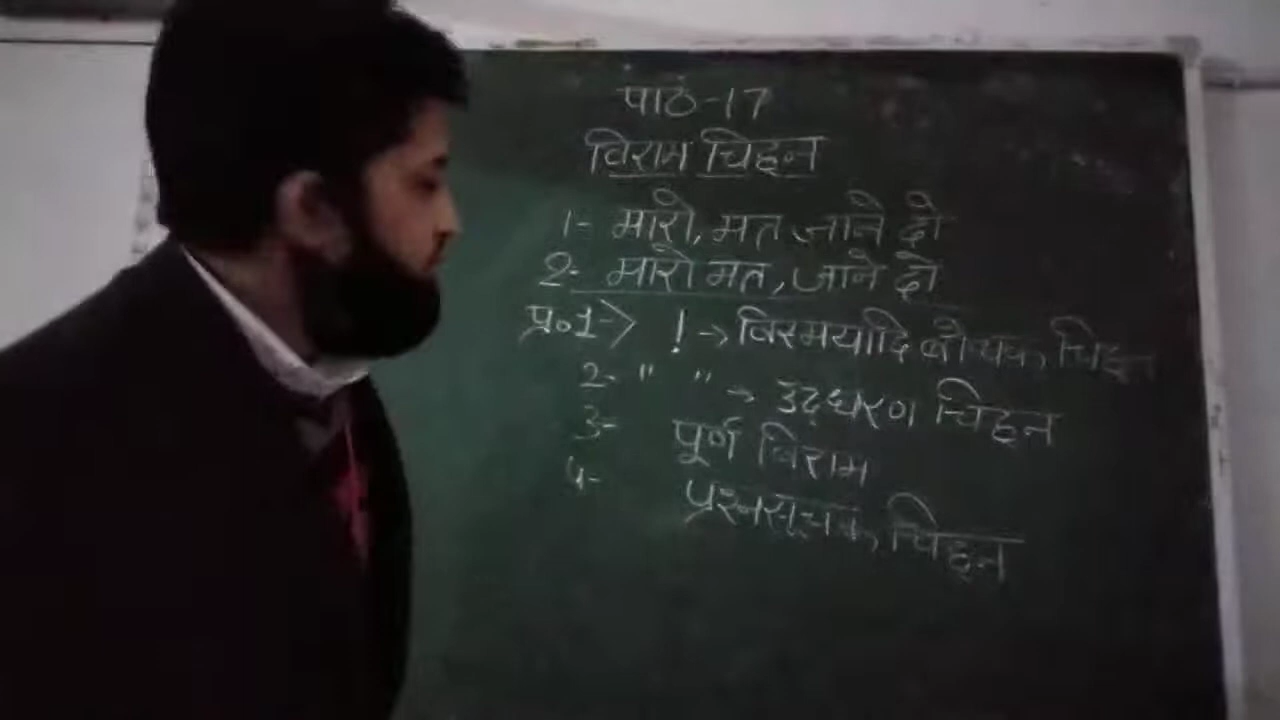 पाठ-17
विराम चिह्न
1- मारो, मत जाने दो
2- मारो मत, जाने दो
प्र०1-> ! → विस्मयादि बोधक चिह्न
2- " " → उद्धरण चिह्न
3- पूर्ण विराम
4- प्रश्नसूचक चिह्न